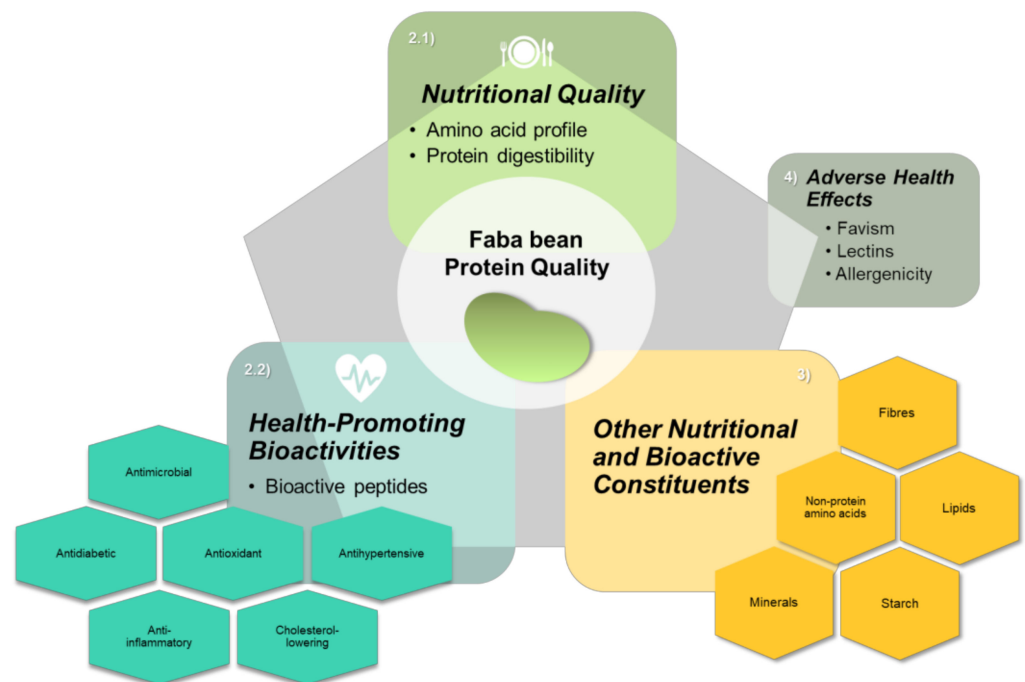 2.1)
Nutritional Quality
• Amino acid profile
• Protein digestibility
4) Adverse Health
Effects
• Favism
• Lectins
• Allergenicity
Faba bean
Protein Quality
2.2)
Health-Promoting
Bioactivities
• Bioactive peptides
Antimicrobial
Antidiabetic
Antioxidant
Antihypertensive
Anti-
inflammatory
Cholesterol-
lowering
3)
Other Nutritional
and Bioactive
Constituents
Fibres
Non-protein
amino acids
Lipids
Minerals
Starch